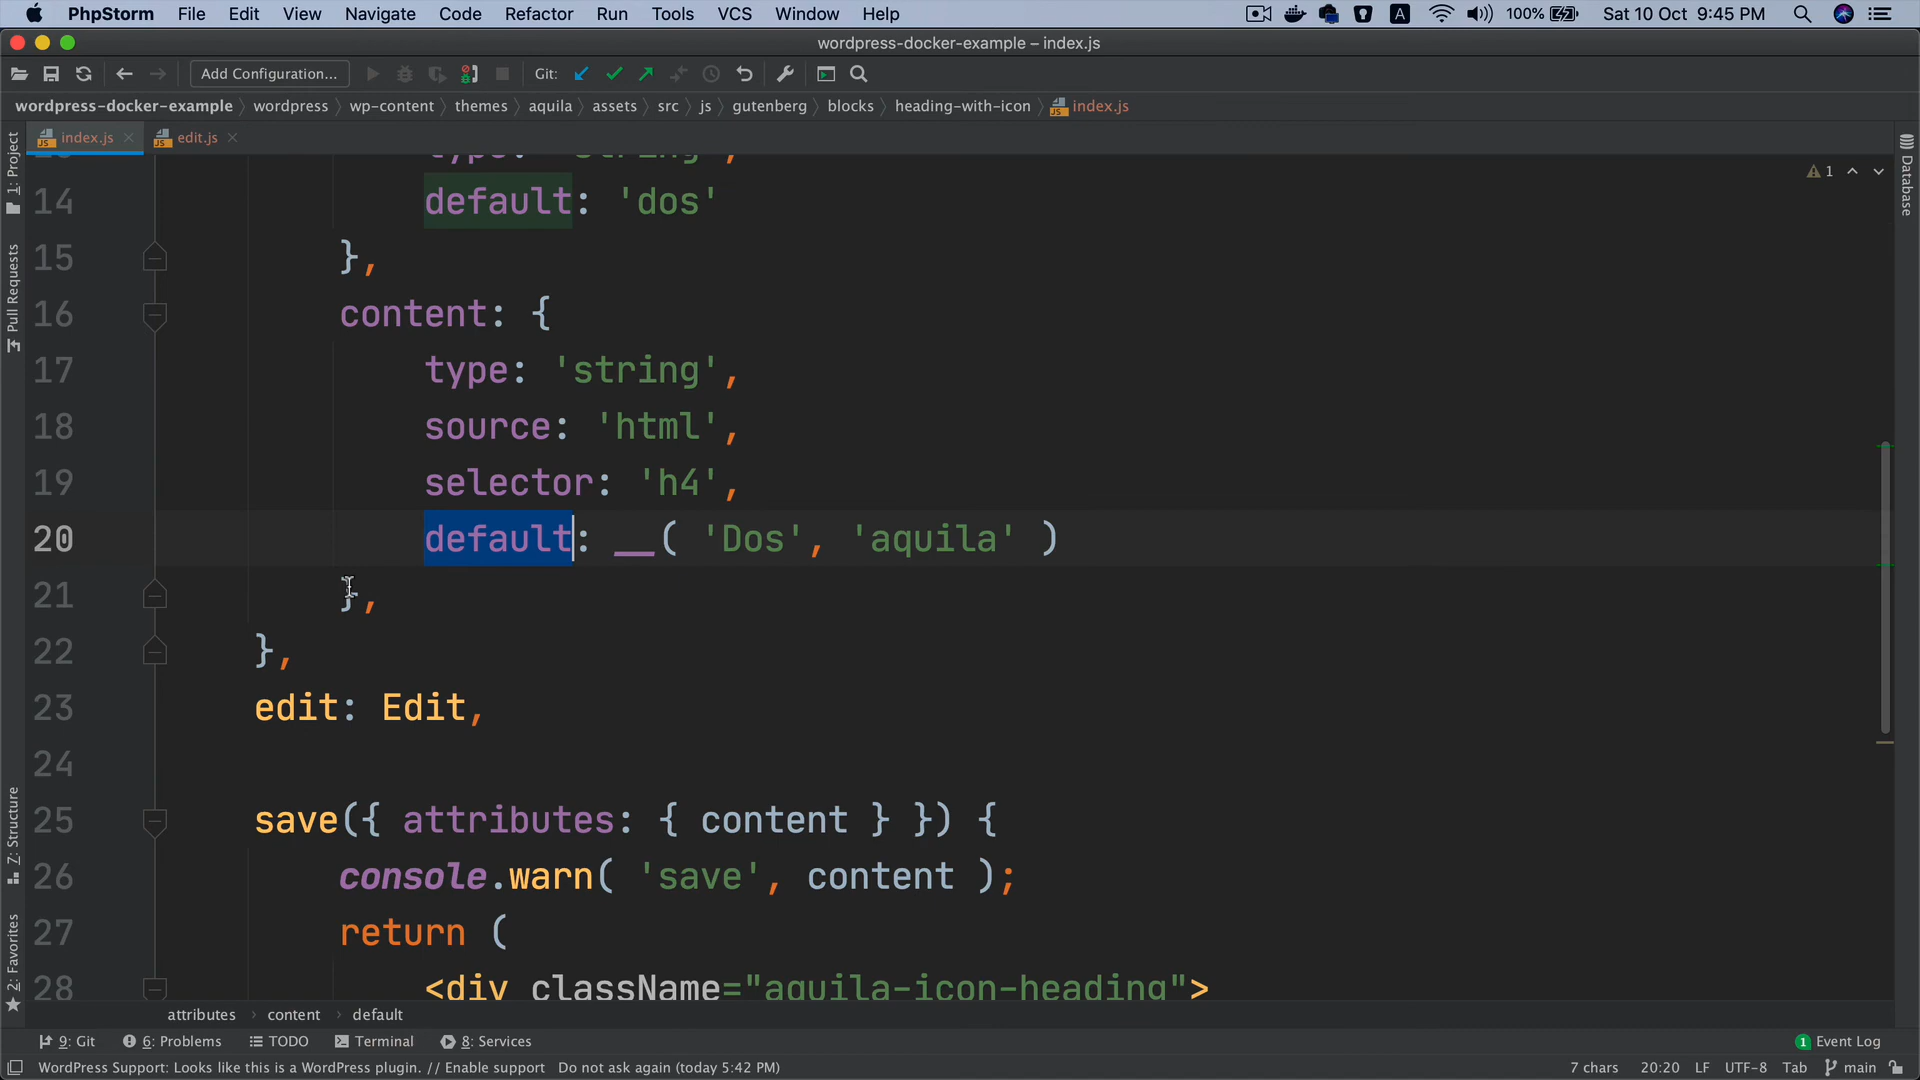 PhpStorm File Edit View Navigate Code Refactor Run Tools VCS Window Help A 100% Sat 10 Oct 9:45 PM
wordpress-docker-example – index.js
Add Configuration... Git:
wordpress-docker-example wordpress wp-content themes aquila assets src js gutenberg blocks heading-with-icon index.js
index.js edit.js
1: Project
Pull Requests
7: Structure
2: Favorites
Database
1
type: 'string',
14 default: 'dos'
15 },
16 content: {
17 type: 'string',
18 source: 'html',
19 selector: 'h4',
20 default: __( 'Dos', 'aquila' )
21 },
22 },
23 edit: Edit,
24
25 save({ attributes: { content } }) {
26 console.warn( 'save', content );
27 return (
28 <div className="aquila-icon-heading">
attributes content default
9: Git 6: Problems TODO Terminal 8: Services 1 Event Log
WordPress Support: Looks like this is a WordPress plugin. // Enable support Do not ask again (today 5:42 PM) 7 chars 20:20 LF UTF-8 Tab main